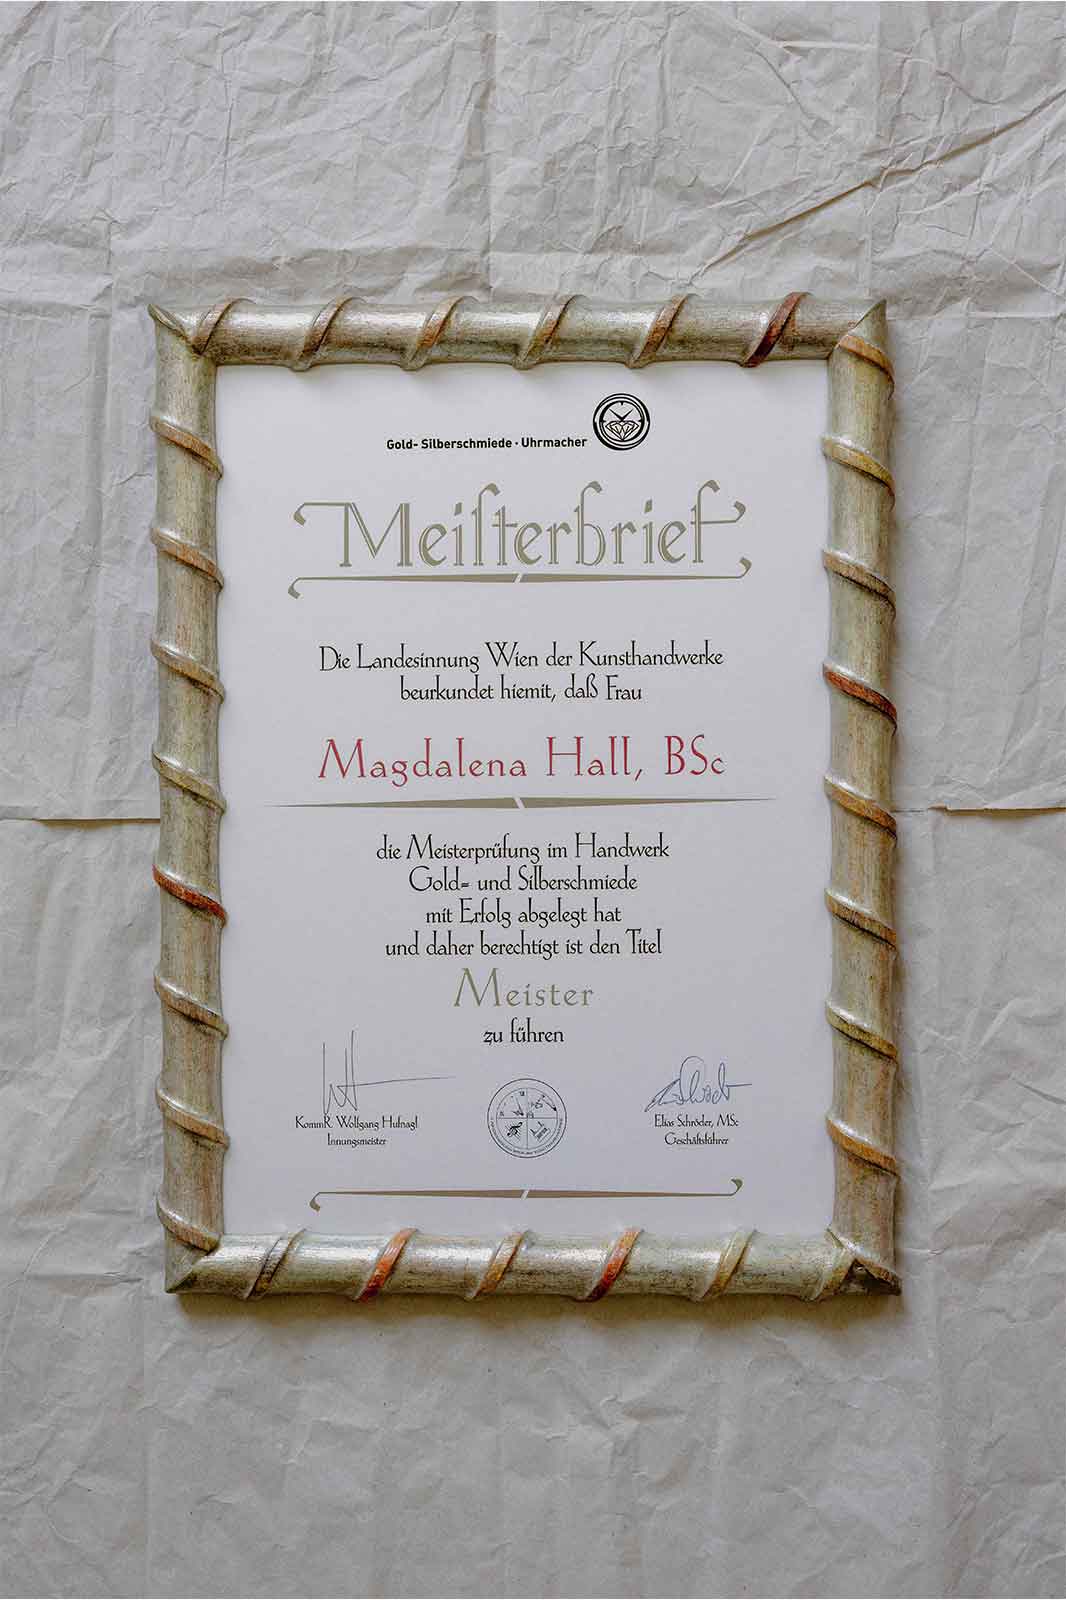 Gold- Silberschmiede · Uhrmacher
Meiſterbrief
Die Landesinnung Wien der Kunsthandwerke
beurkundet hiemit, daß Frau
Magdalena Hall, BSc
die Meisterprüfung im Handwerk
Gold= und Silberschmiede
mit Erfolg abgelegt hat
und daher berechtigt ist den Titel
Meister
zu führen
KommR. Wolfgang Hufnagl
Innungsmeister
Elias Schröder, MSc
Geschäftsführer